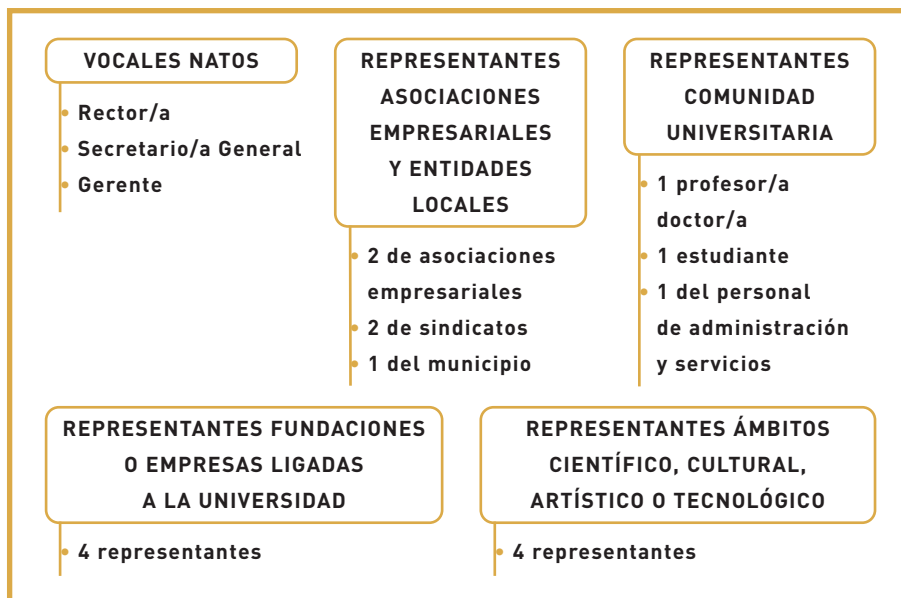 VOCALES NATOS
• Rector/a
• Secretario/a General
• Gerente
REPRESENTANTES
ASOCIACIONES
EMPRESARIALES
Y ENTIDADES
LOCALES
• 2 de asociaciones
empresariales
• 2 de sindicatos
• 1 del municipio
REPRESENTANTES
COMUNIDAD
UNIVERSITARIA
• 1 profesor/a
doctor/a
• 1 estudiante
• 1 del personal
de administración
y servicios
REPRESENTANTES FUNDACIONES
O EMPRESAS LIGADAS
A LA UNIVERSIDAD
• 4 representantes
REPRESENTANTES ÁMBITOS
CIENTÍFICO, CULTURAL,
ARTÍSTICO O TECNOLÓGICO
• 4 representantes